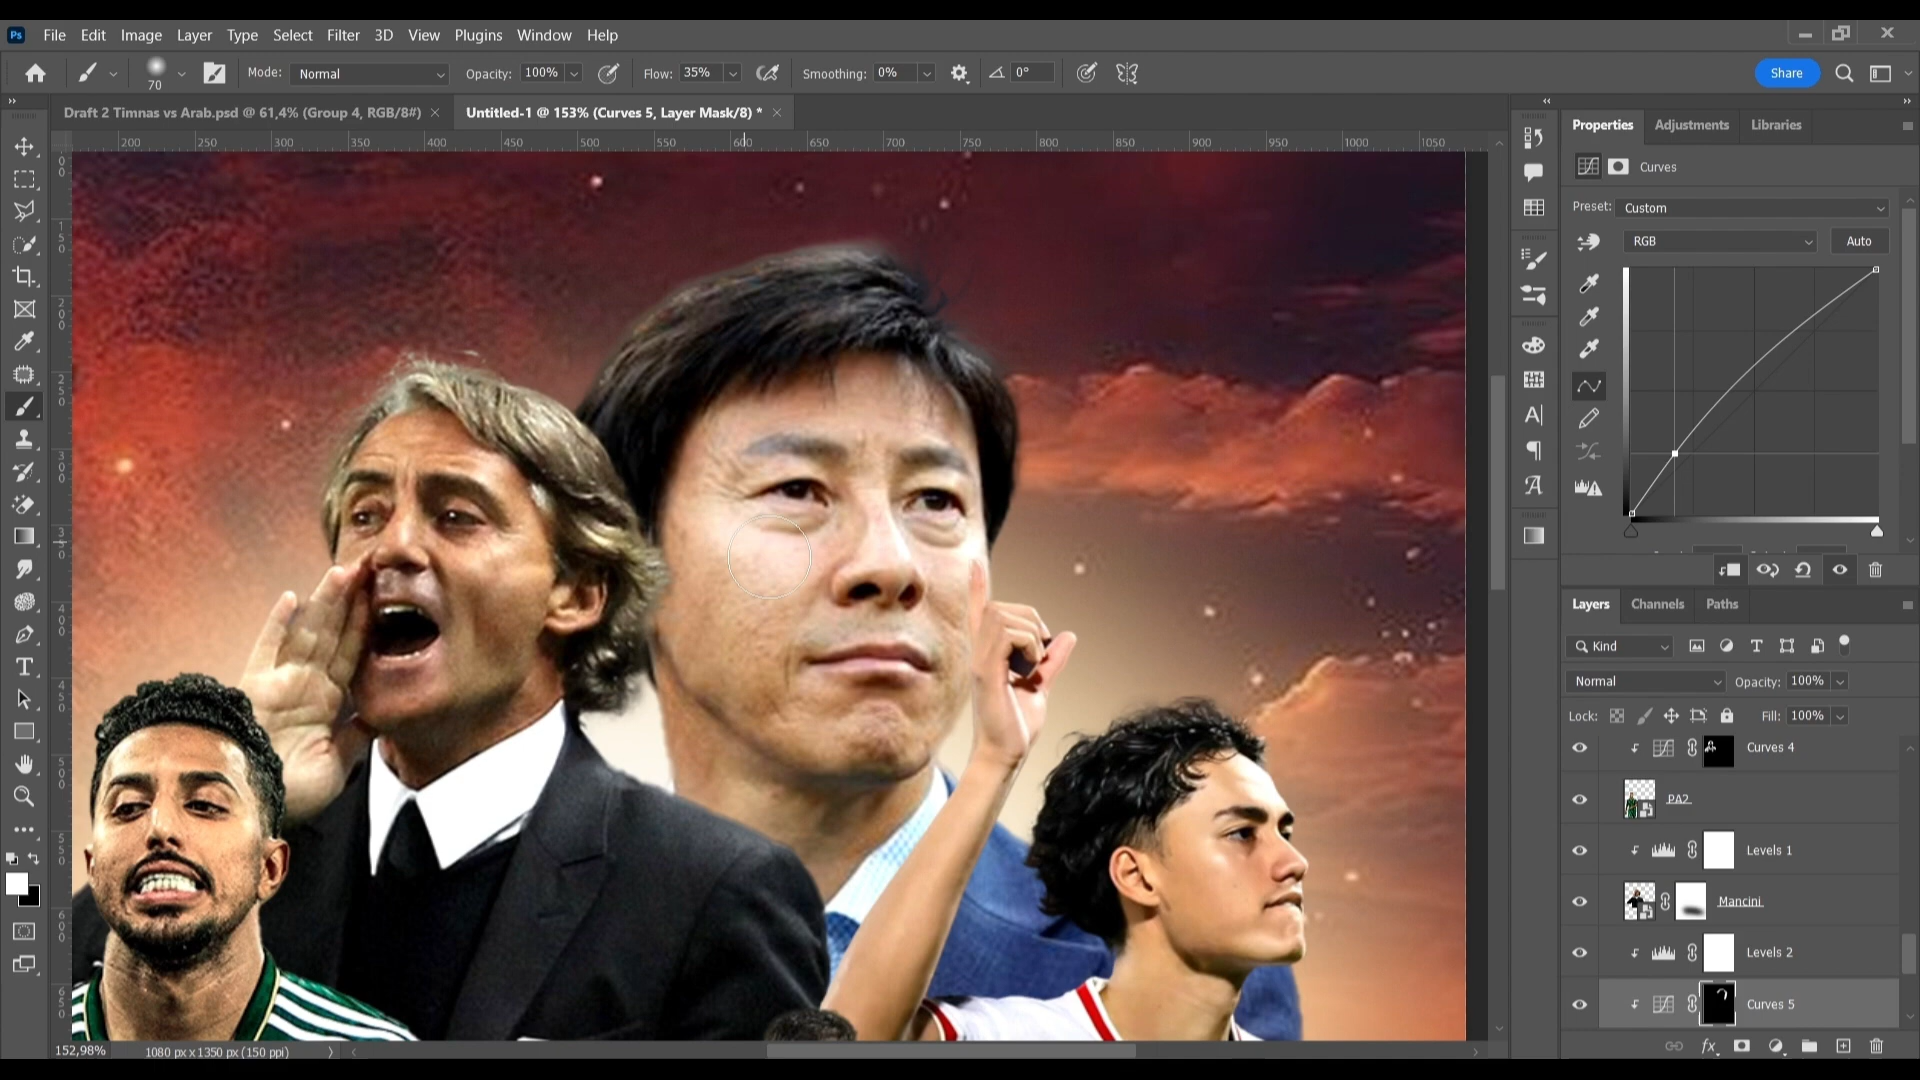 Ps File Edit Image Layer Type Select Filter 3D View Plugins Window Help
70 Mode: Normal Opacity: 100% Flow: 35% Smoothing: 0% 0° Share
Draft 2 Timnas vs Arab.psd @ 61,4% (Group 4, RGB/8#) × Untitled-1 @ 153% (Curves 5, Layer Mask/8) * ×
200 250 300 350 400 450 500 550 600 650 700 750 800 850 900 950 1000 1050
Properties Adjustments Libraries
Curves
Preset: Custom
RGB Auto
Layers Channels Paths
Kind
Normal Opacity: 100%
Lock: Fill: 100%
Curves 4
PA2
Levels 1
Mancini
Levels 2
Curves 5
152,98% 1080 px x 1350 px (150 ppi)